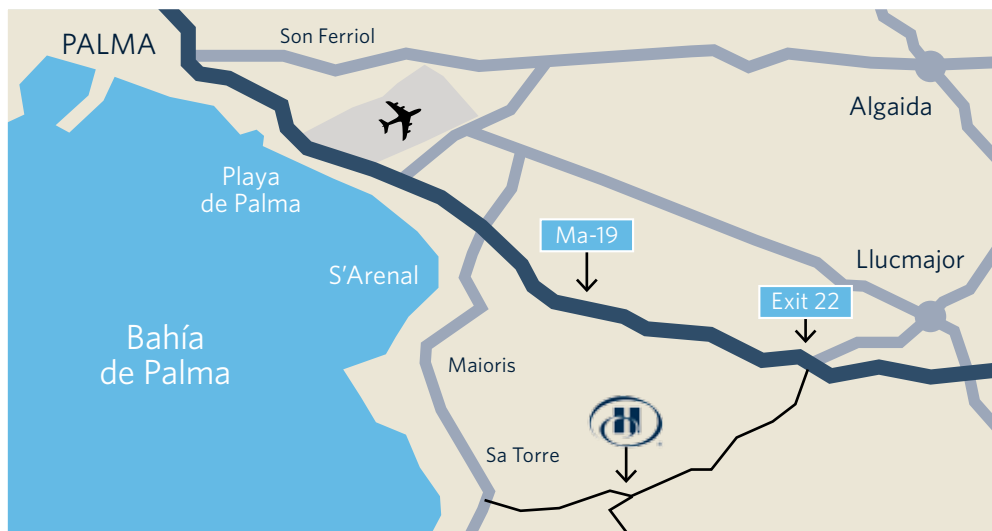 PALMA
Son Ferriol
Algaida
Playa
de Palma
Ma-19
Llucmajor
S'Arenal
Exit 22
Bahía
de Palma
Maioris
H
Sa Torre